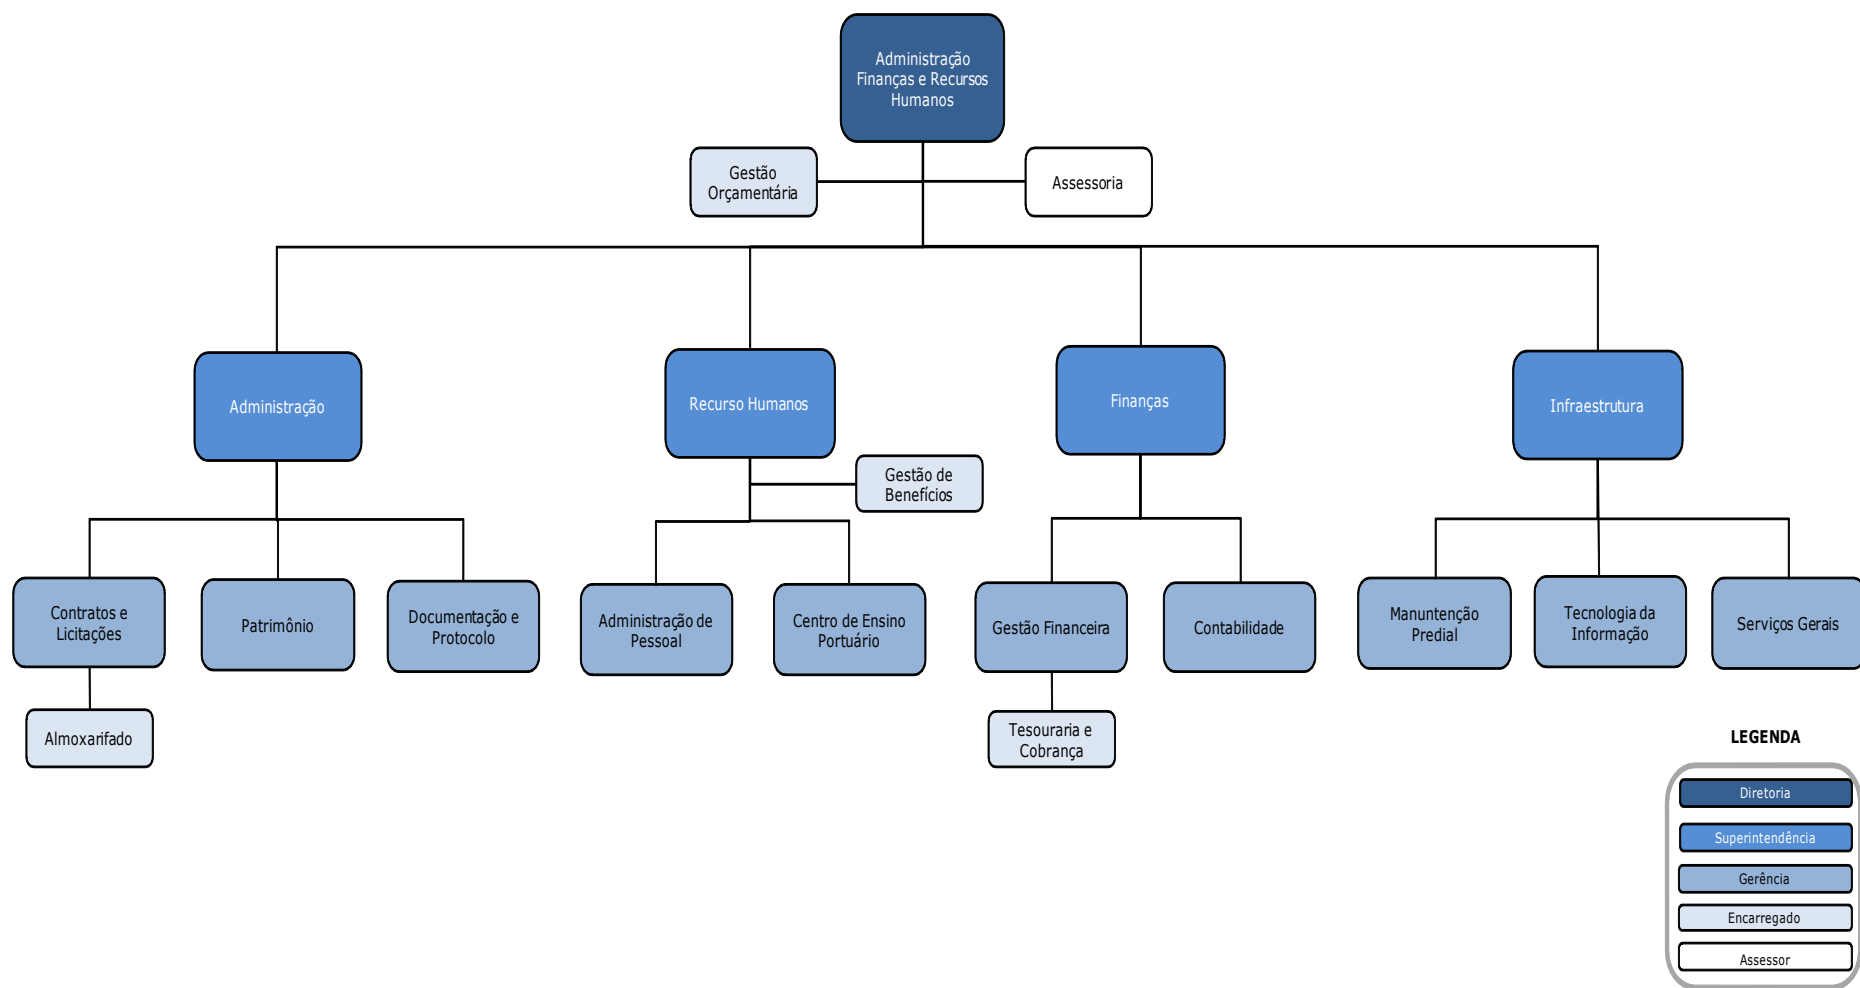 Administração
Finanças e Recursos
Humanos
Gestão
Orçamentária
Assessoria
Administração
Recurso Humanos
Finanças
Infraestrutura
Gestão de
Benefícios
Contratos e
Licitações
Patrimônio
Documentação e
Protocolo
Administração de
Pessoal
Centro de Ensino
Portuário
Gestão Financeira
Contabilidade
Manuntenção
Predial
Tecnologia da
Informação
Serviços Gerais
Almoxarifado
Tesouraria e
Cobrança
LEGENDA
Diretoria
Superintendência
Gerência
Encarregado
Assessor